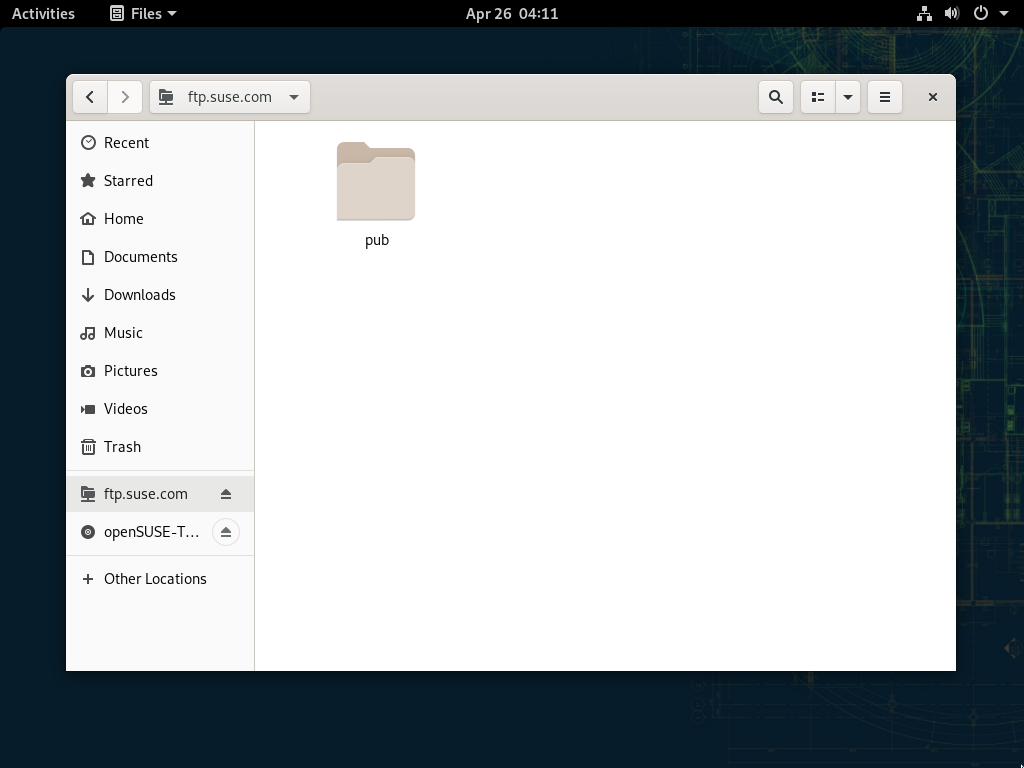 Activities Files Apr 26 04:11
ftp.suse.com
Recent
Starred
Home
Documents
Downloads
Music
Pictures
Videos
Trash
ftp.suse.com
openSUSE-T...
Other Locations
pub